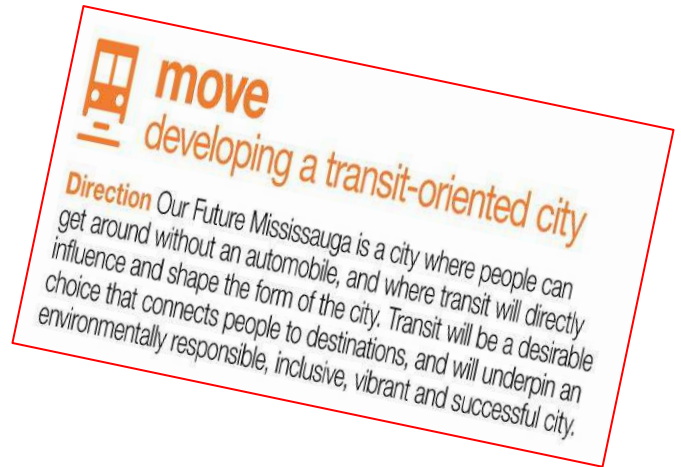 move
developing a transit-oriented city
Direction Our Future Mississauga is a city where people can
get around without an automobile, and where transit will directly
influence and shape the form of the city. Transit will be a desirable
choice that connects people to destinations, and will underpin an
environmentally responsible, inclusive, vibrant and successful city.